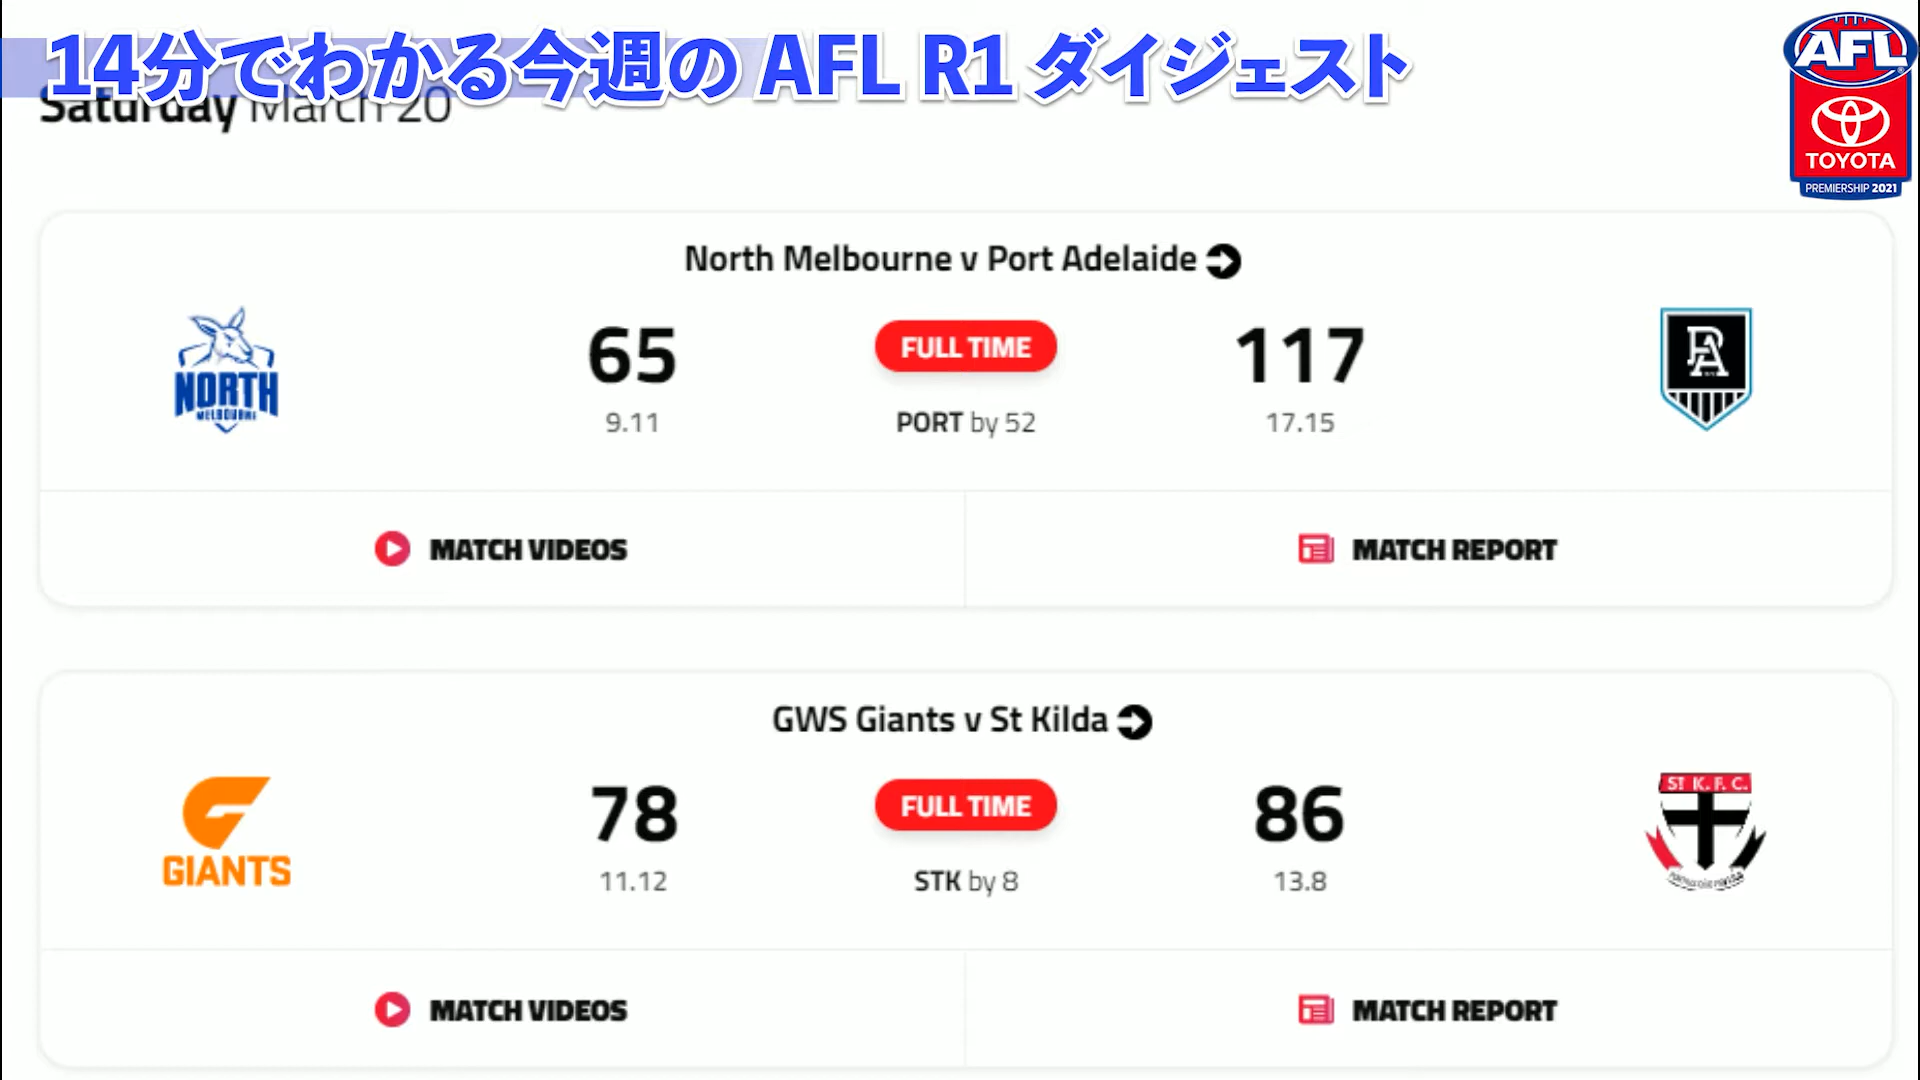 14分でわかる今週の AFL R1 ダイジェスト
Saturday March 20
AFL
TOYOTA
PREMIERSHIP 2021
North Melbourne v Port Adelaide
NORTH
MELBOURNE
65
FULL TIME
117
PA
9.11
PORT by 52
17.15
MATCH VIDEOS
MATCH REPORT
GWS Giants v St Kilda
GIANTS
78
FULL TIME
86
ST K.F.C.
11.12
STK by 8
13.8
MATCH VIDEOS
MATCH REPORT